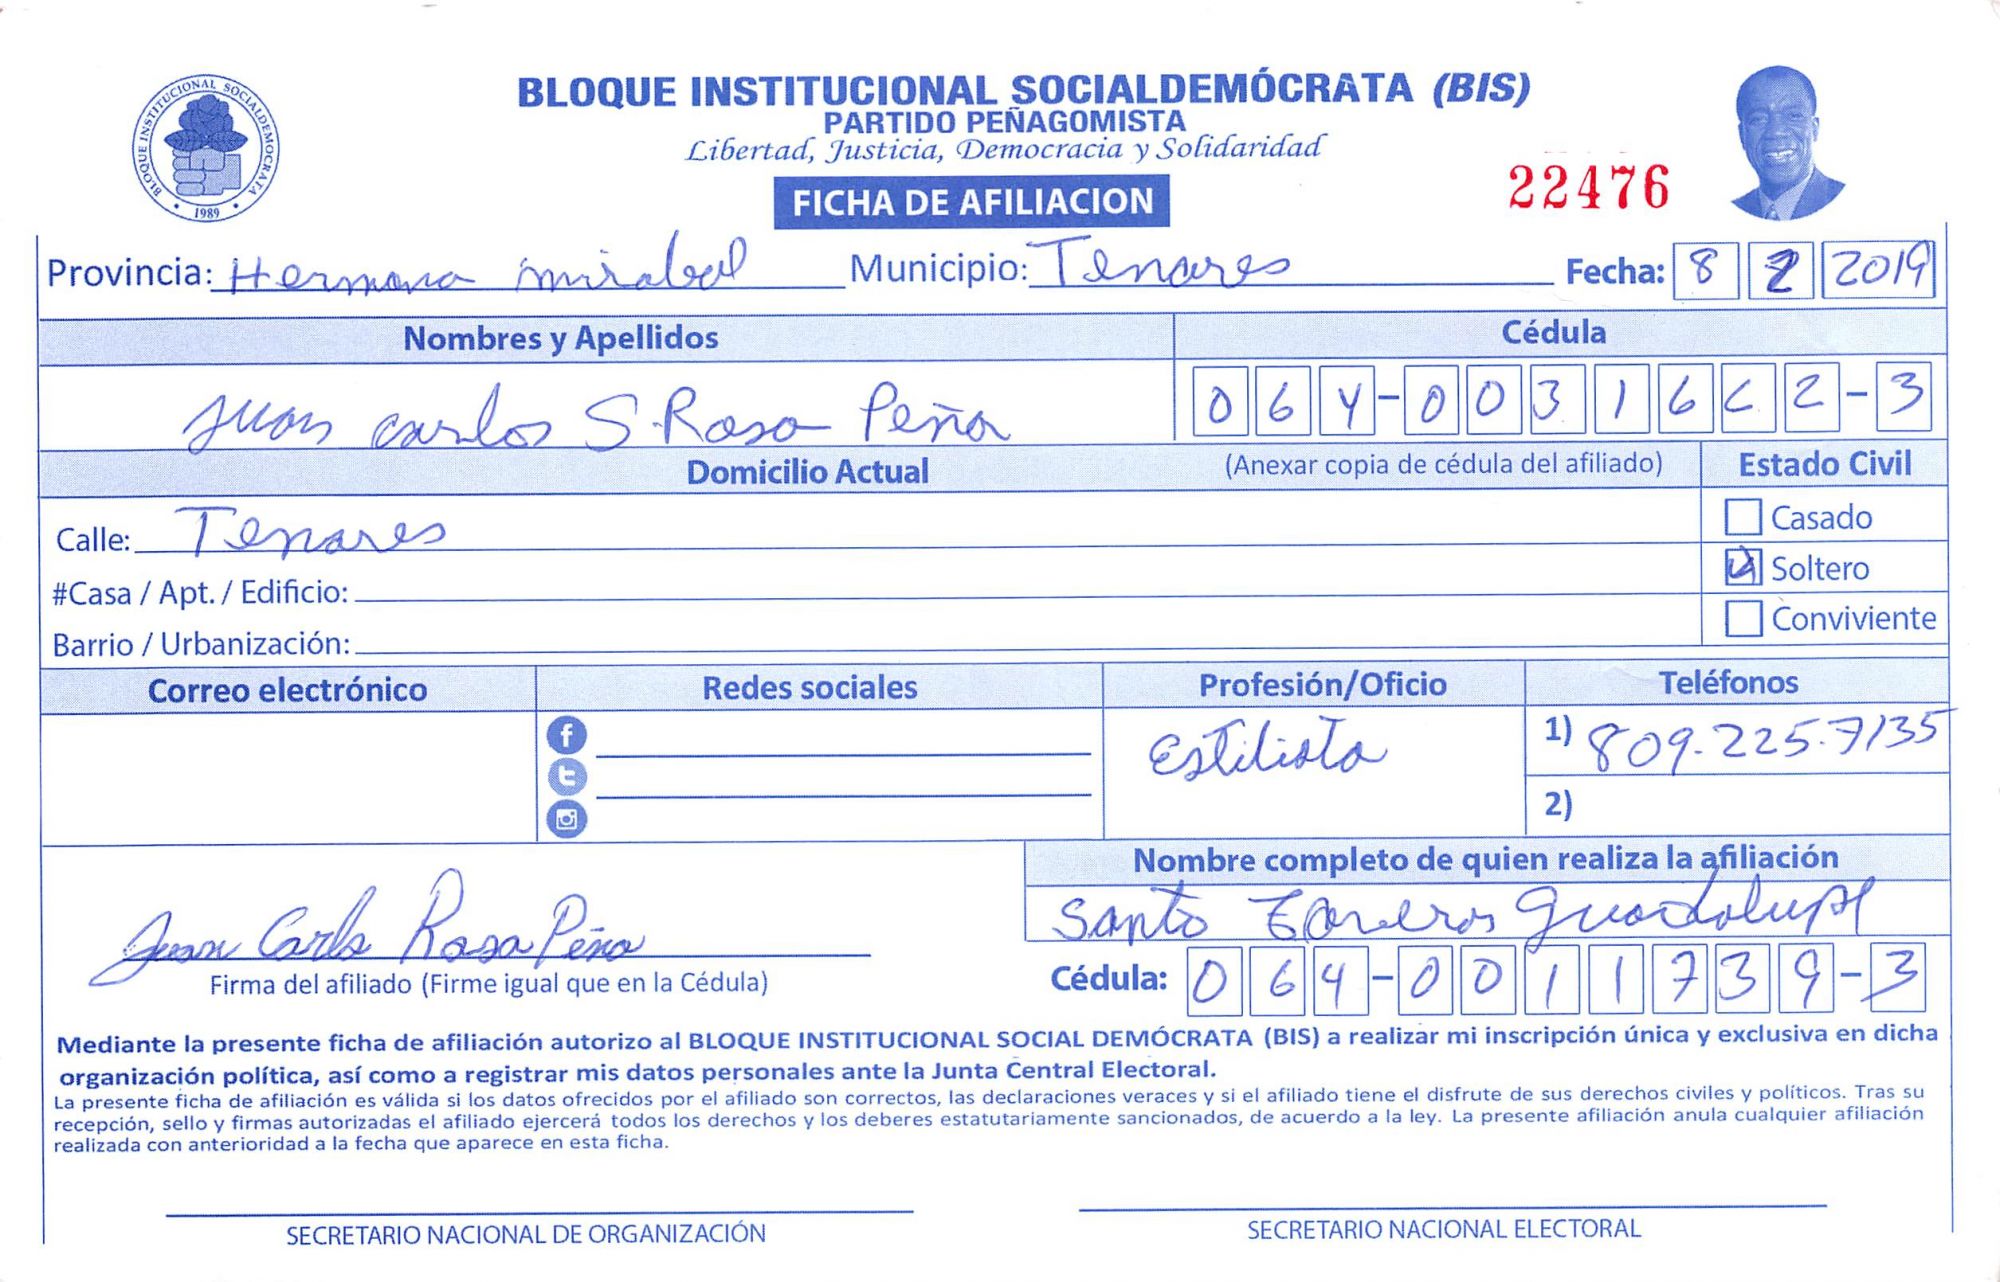 BLOQUE INSTITUCIONAL SOCIALDEMOCRATA
1989
BLOQUE INSTITUCIONAL SOCIALDEMÓCRATA (BIS)
PARTIDO PEÑAGOMISTA
Libertad, Justicia, Democracia y Solidaridad
FICHA DE AFILIACION
22476
Provincia: Hermana mirabal Municipio: Tenares Fecha: 8 2 2019
Nombres y Apellidos Cédula
Juan carlos S. Rosa Peña 064-0031662-3
Domicilio Actual (Anexar copia de cédula del afiliado) Estado Civil
Calle: Tenares Casado
#Casa / Apt. / Edificio: Soltero
Barrio / Urbanización: Conviviente
Correo electrónico Redes sociales Profesión/Oficio Teléfonos
Estilista 1) 809-225-7135
2)
Nombre completo de quien realiza la afiliación
Santo Guadalupe
Juan Carlo Rosa Peña
Firma del afiliado (Firme igual que en la Cédula) Cédula: 064-0011739-3
Mediante la presente ficha de afiliación autorizo al BLOQUE INSTITUCIONAL SOCIAL DEMÓCRATA (BIS) a realizar mi inscripción única y exclusiva en dicha
organización política, así como a registrar mis datos personales ante la Junta Central Electoral.
La presente ficha de afiliación es válida si los datos ofrecidos por el afiliado son correctos, las declaraciones veraces y si el afiliado tiene el disfrute de sus derechos civiles y políticos. Tras su
recepción, sello y firmas autorizadas el afiliado ejercerá todos los derechos y los deberes estatutariamente sancionados, de acuerdo a la ley. La presente afiliación anula cualquier afiliación
realizada con anterioridad a la fecha que aparece en esta ficha.
SECRETARIO NACIONAL DE ORGANIZACIÓN SECRETARIO NACIONAL ELECTORAL